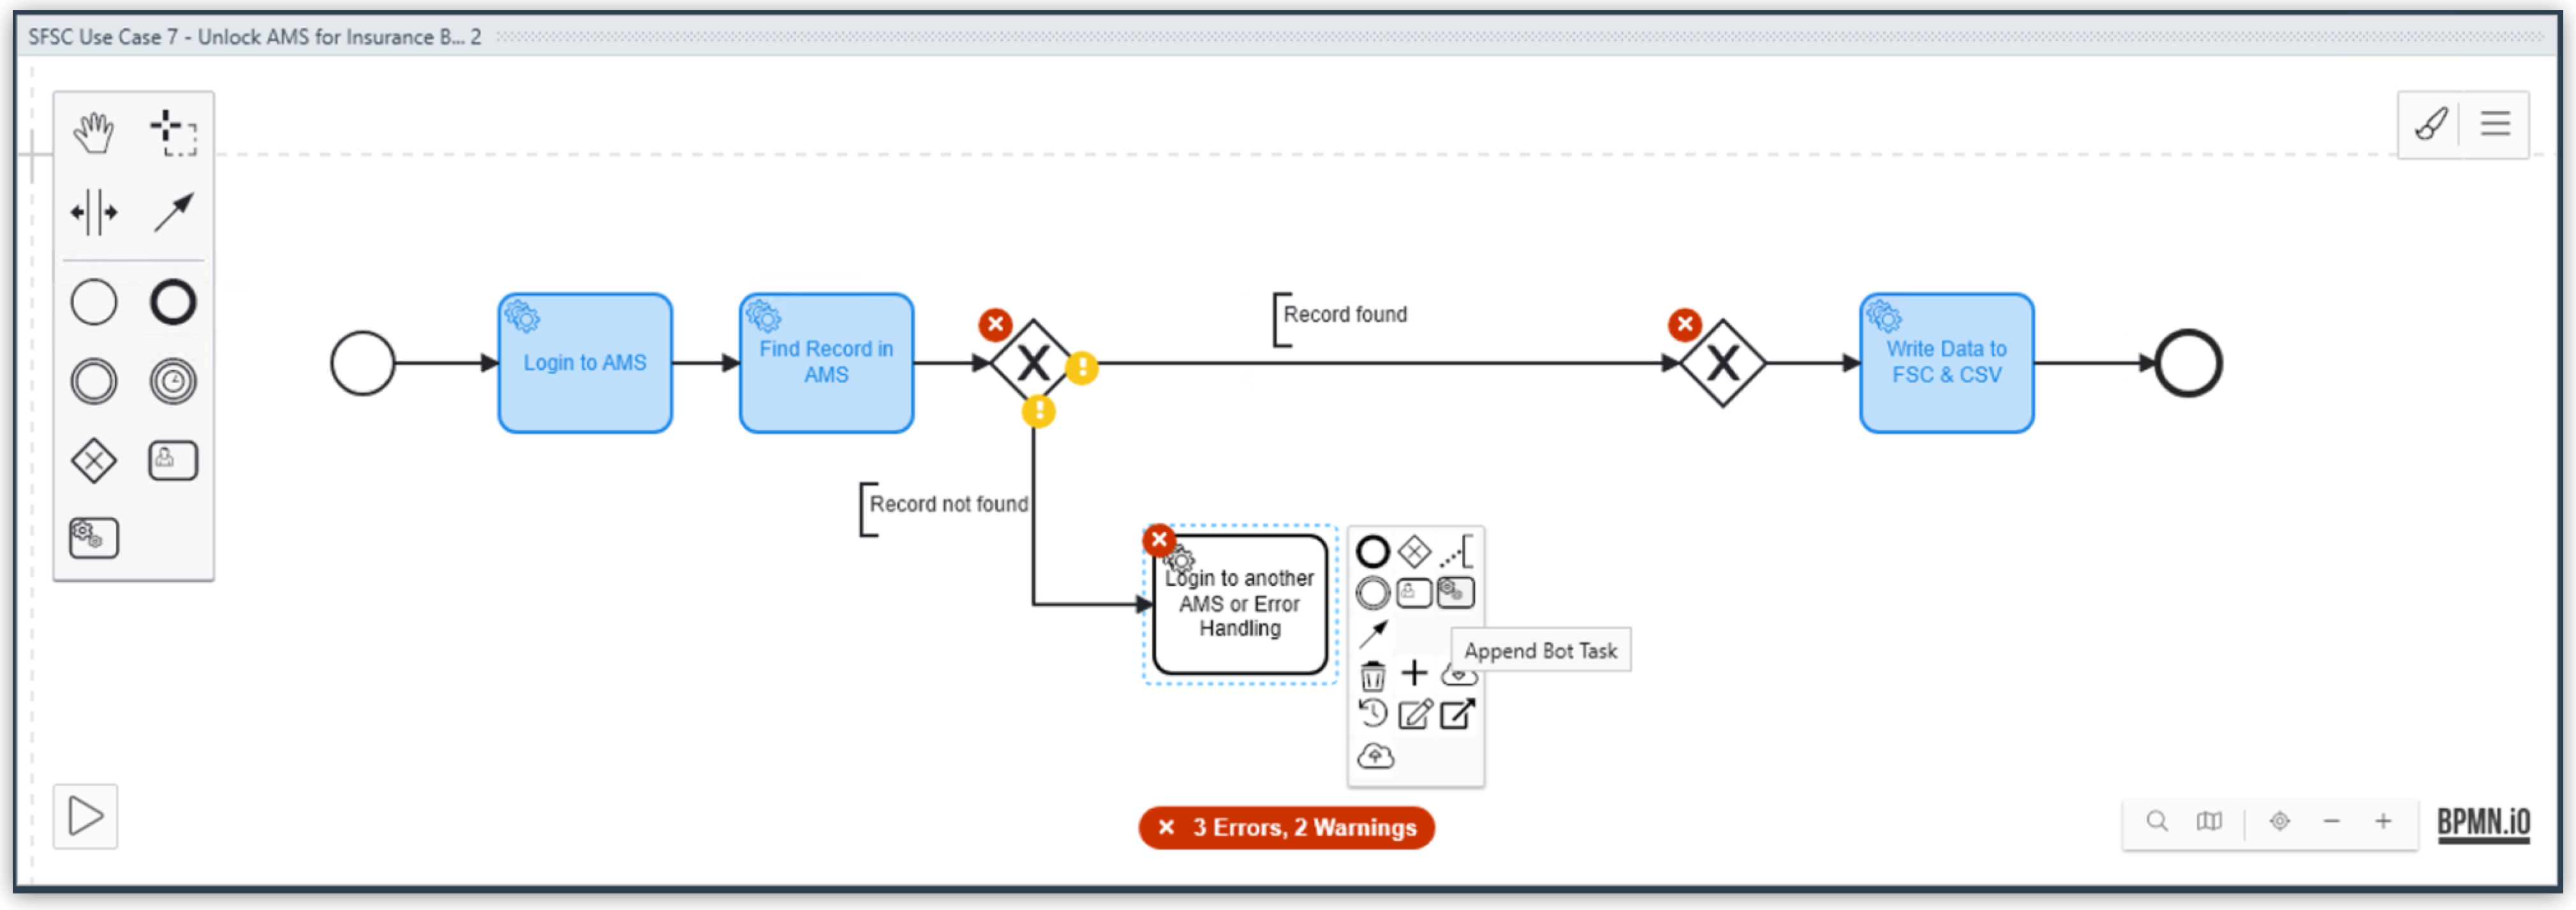 SFSC Use Case 7 - Unlock AMS for Insurance B... 2
Record found
Login to AMS
Find Record in
AMS
Write Data to
FSC & CSV
Record not found
Login to another
AMS or Error
Handling
Append Bot Task
3 Errors, 2 Warnings
BPMN.iO